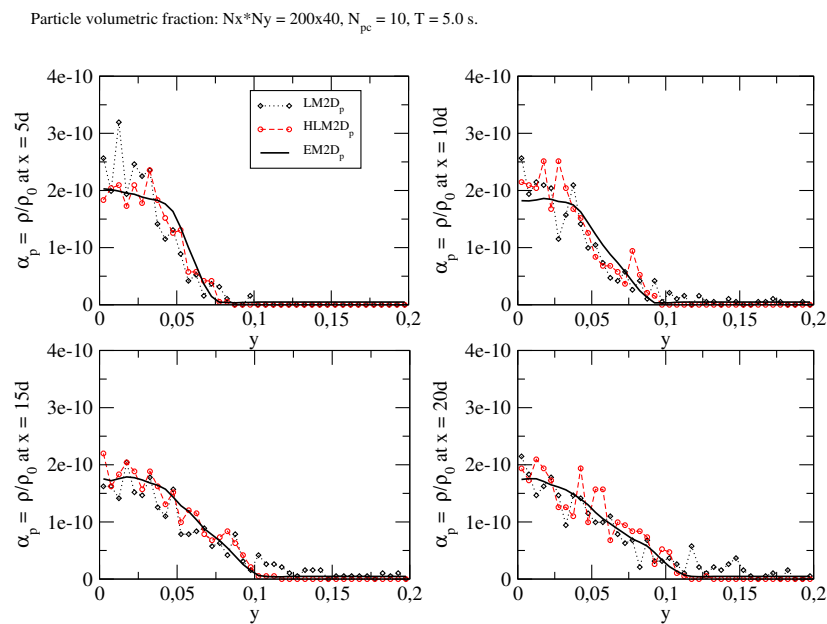 Particle volumetric fraction: Nx*Ny = 200x40, N_pc = 10, T = 5.0 s.
4e-10
3e-10
2e-10
1e-10
0
0
0,05
0,1
0,15
0,2
y
α_p = ρ/ρ_0 at x = 5d
LM2D_p
HLM2D_p
EM2D_p
4e-10
3e-10
2e-10
1e-10
0
0
0,05
0,1
0,15
0,2
y
α_p = ρ/ρ_0 at x = 10d
4e-10
3e-10
2e-10
1e-10
0
0
0,05
0,1
0,15
0,2
y
α_p = ρ/ρ_0 at x = 15d
4e-10
3e-10
2e-10
1e-10
0
0
0,05
0,1
0,15
0,2
y
α_p = ρ/ρ_0 at x = 20d